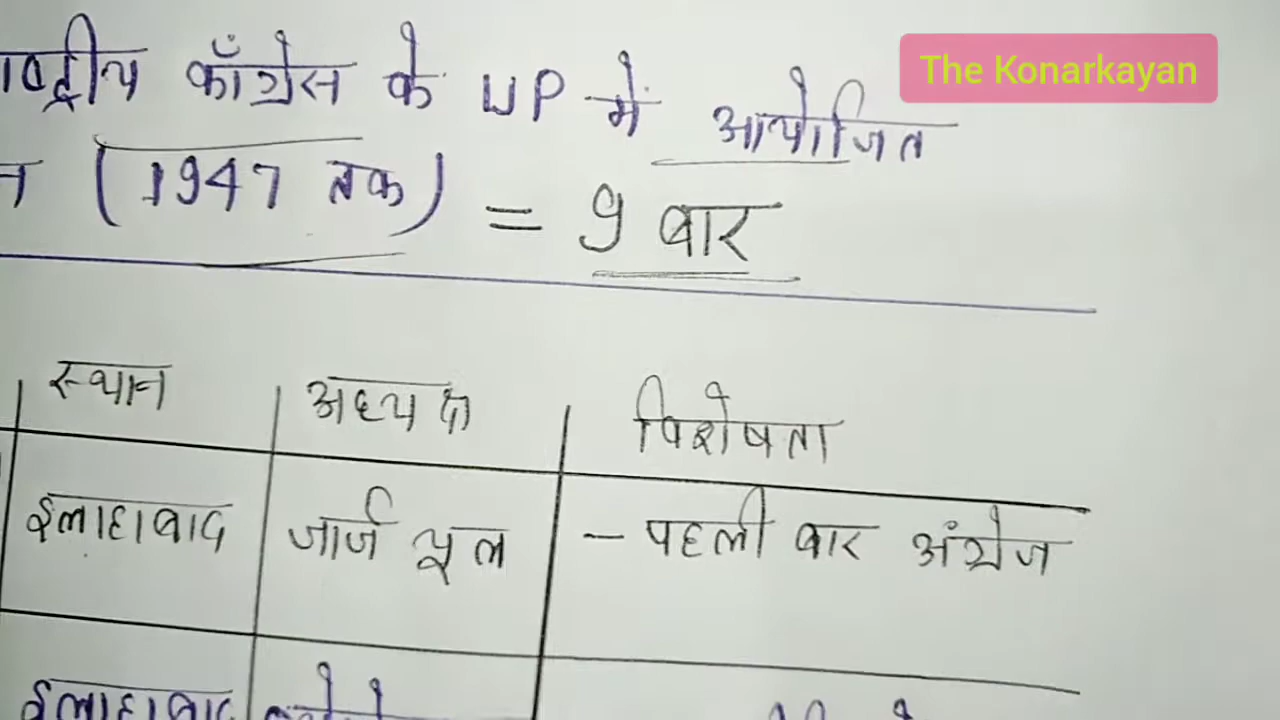 The Konarkayan
राष्ट्रीय काँग्रेस के UP में आयोजित
न (1947 तक) = 9 बार
स्थान अध्यक्ष विशेषता
इलाहाबाद जार्ज यूल – पहली बार अंग्रेज
इलाहाबाद